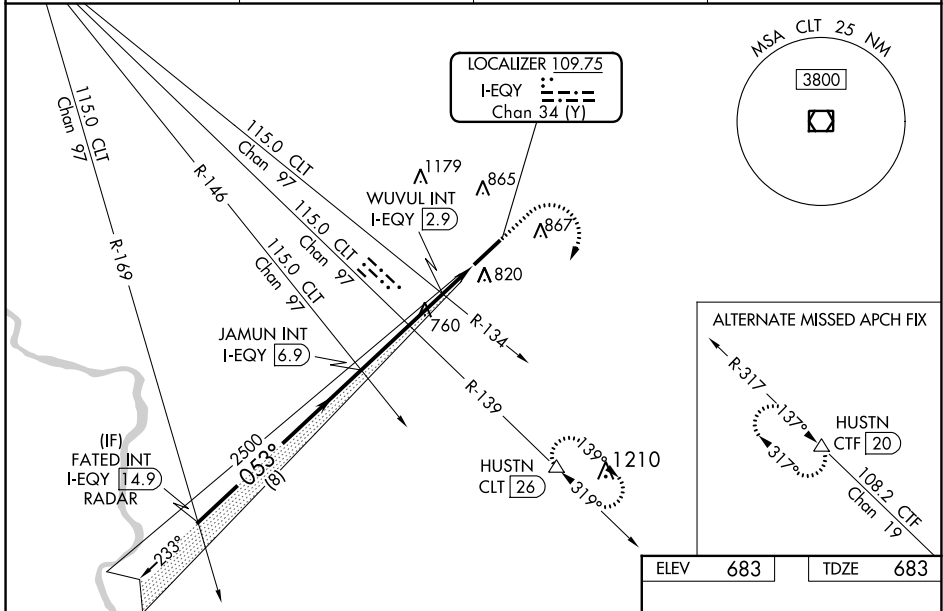 MSA CLT 25 NM
3800
LOCALIZER 109.75
I-EQY
Chan 34 (Y)
115.0 CLT
Chan 97
R-169
115.0 CLT
Chan 97
R-134
R-146
115.0 CLT
Chan 97
115.0 CLT
Chan 97
R-139
1179
865
867
820
760
WUVUL INT
I-EQY 2.9
JAMUN INT
I-EQY 6.9
(IF)
FATED INT
I-EQY 14.9
RADAR
2500
053°
(8)
233°
HUSTN
CLT 26
139°
319°
1210
ALTERNATE MISSED APCH FIX
R-317
137°
317°
HUSTN
CTF 20
108.2 CTF
Chan 19
ELEV 683
TDZE 683